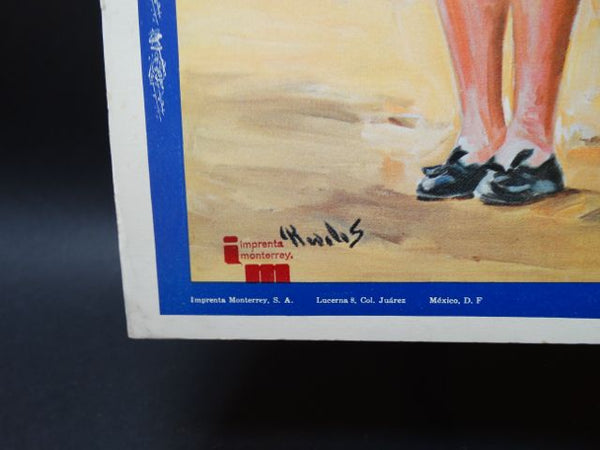 imprenta
monterrey.
Imprenta Monterrey, S. A. Lucerna 8, Col. Juárez México, D. F